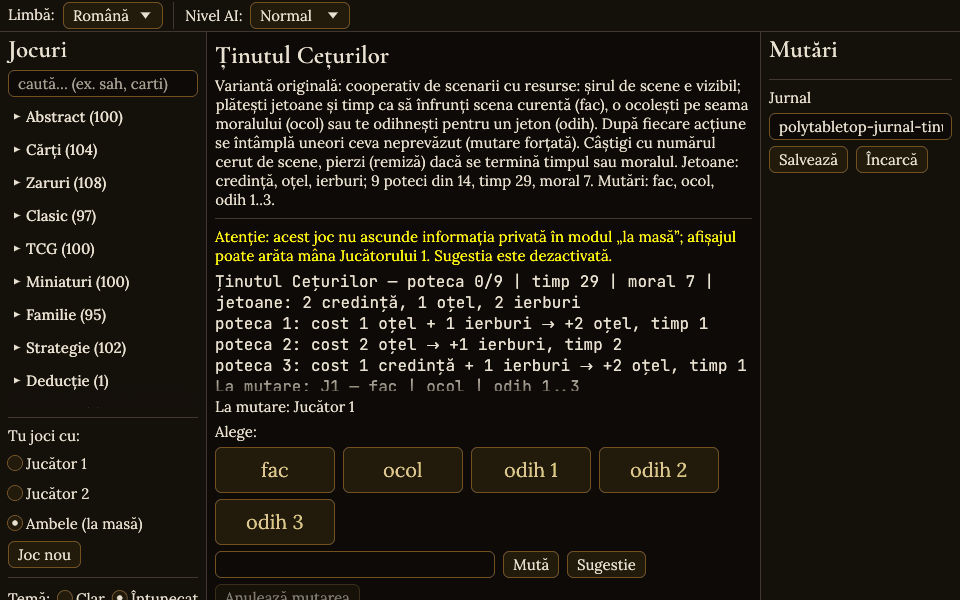 Limbă: Română ▼ Nivel AI: Normal ▼
Jocuri
caută... (ex. sah, carti)
▸ Abstract (100)
▸ Cărți (104)
▸ Zaruri (108)
▸ Clasic (97)
▸ TCG (100)
▸ Miniaturi (100)
▸ Familie (95)
▸ Strategie (102)
▸ Deducție (1)
Tu joci cu:
Jucător 1
Jucător 2
Ambele (la masă)
Joc nou
Temă: Clar Întunecat
Ținutul Cețurilor
Variantă originală: cooperativ de scenarii cu resurse: șirul de scene e vizibil;
plătești jetoane și timp ca să înfrunți scena curentă (fac), o ocolești pe seama
moralului (ocol) sau te odihnești pentru un jeton (odih). După fiecare acțiune
se întâmplă uneori ceva neprevăzut (mutare forțată). Câștigi cu numărul
cerut de scene, pierzi (remiză) dacă se termină timpul sau moralul. Jetoane:
credință, oțel, ierburi; 9 poteci din 14, timp 29, moral 7. Mutări: fac, ocol,
odih 1..3.
Atenție: acest joc nu ascunde informația privată în modul „la masă”; afișajul
poate arăta mâna Jucătorului 1. Sugestia este dezactivată.
Ținutul Cețurilor — poteca 0/9 | timp 29 | moral 7 |
jetoane: 2 credință, 1 oțel, 2 ierburi
poteca 1: cost 1 oțel + 1 ierburi → +2 oțel, timp 1
poteca 2: cost 2 oțel → +1 ierburi, timp 2
poteca 3: cost 1 credință + 1 ierburi → +2 oțel, timp 1
La mutare: J1 — fac | ocol | odih 1..3
La mutare: Jucător 1
Alege:
fac ocol odih 1 odih 2
odih 3
Mută Sugestie
Anulează mutarea
Mutări
Jurnal
polytabletop-jurnal-tinu
Salvează Încarcă